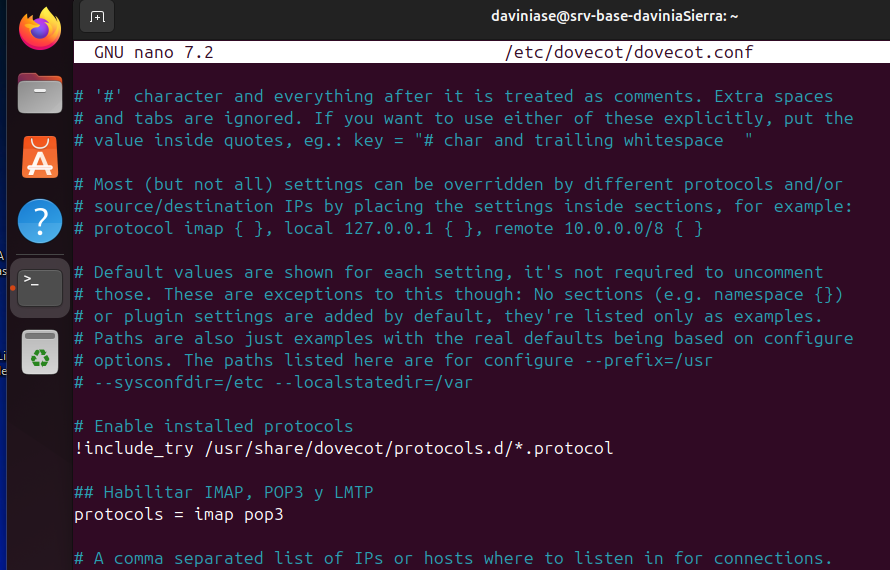 daviniase@srv-base-daviniaSierra: ~
GNU nano 7.2 /etc/dovecot/dovecot.conf
# '#' character and everything after it is treated as comments. Extra spaces
# and tabs are ignored. If you want to use either of these explicitly, put the
# value inside quotes, eg.: key = "# char and trailing whitespace  "
# Most (but not all) settings can be overridden by different protocols and/or
# source/destination IPs by placing the settings inside sections, for example:
# protocol imap { }, local 127.0.0.1 { }, remote 10.0.0.0/8 { }
# Default values are shown for each setting, it's not required to uncomment
# those. These are exceptions to this though: No sections (e.g. namespace {})
# or plugin settings are added by default, they're listed only as examples.
# Paths are also just examples with the real defaults being based on configure
# options. The paths listed here are for configure --prefix=/usr
# --sysconfdir=/etc --localstatedir=/var
# Enable installed protocols
!include_try /usr/share/dovecot/protocols.d/*.protocol
## Habilitar IMAP, POP3 y LMTP
protocols = imap pop3
# A comma separated list of IPs or hosts where to listen in for connections.